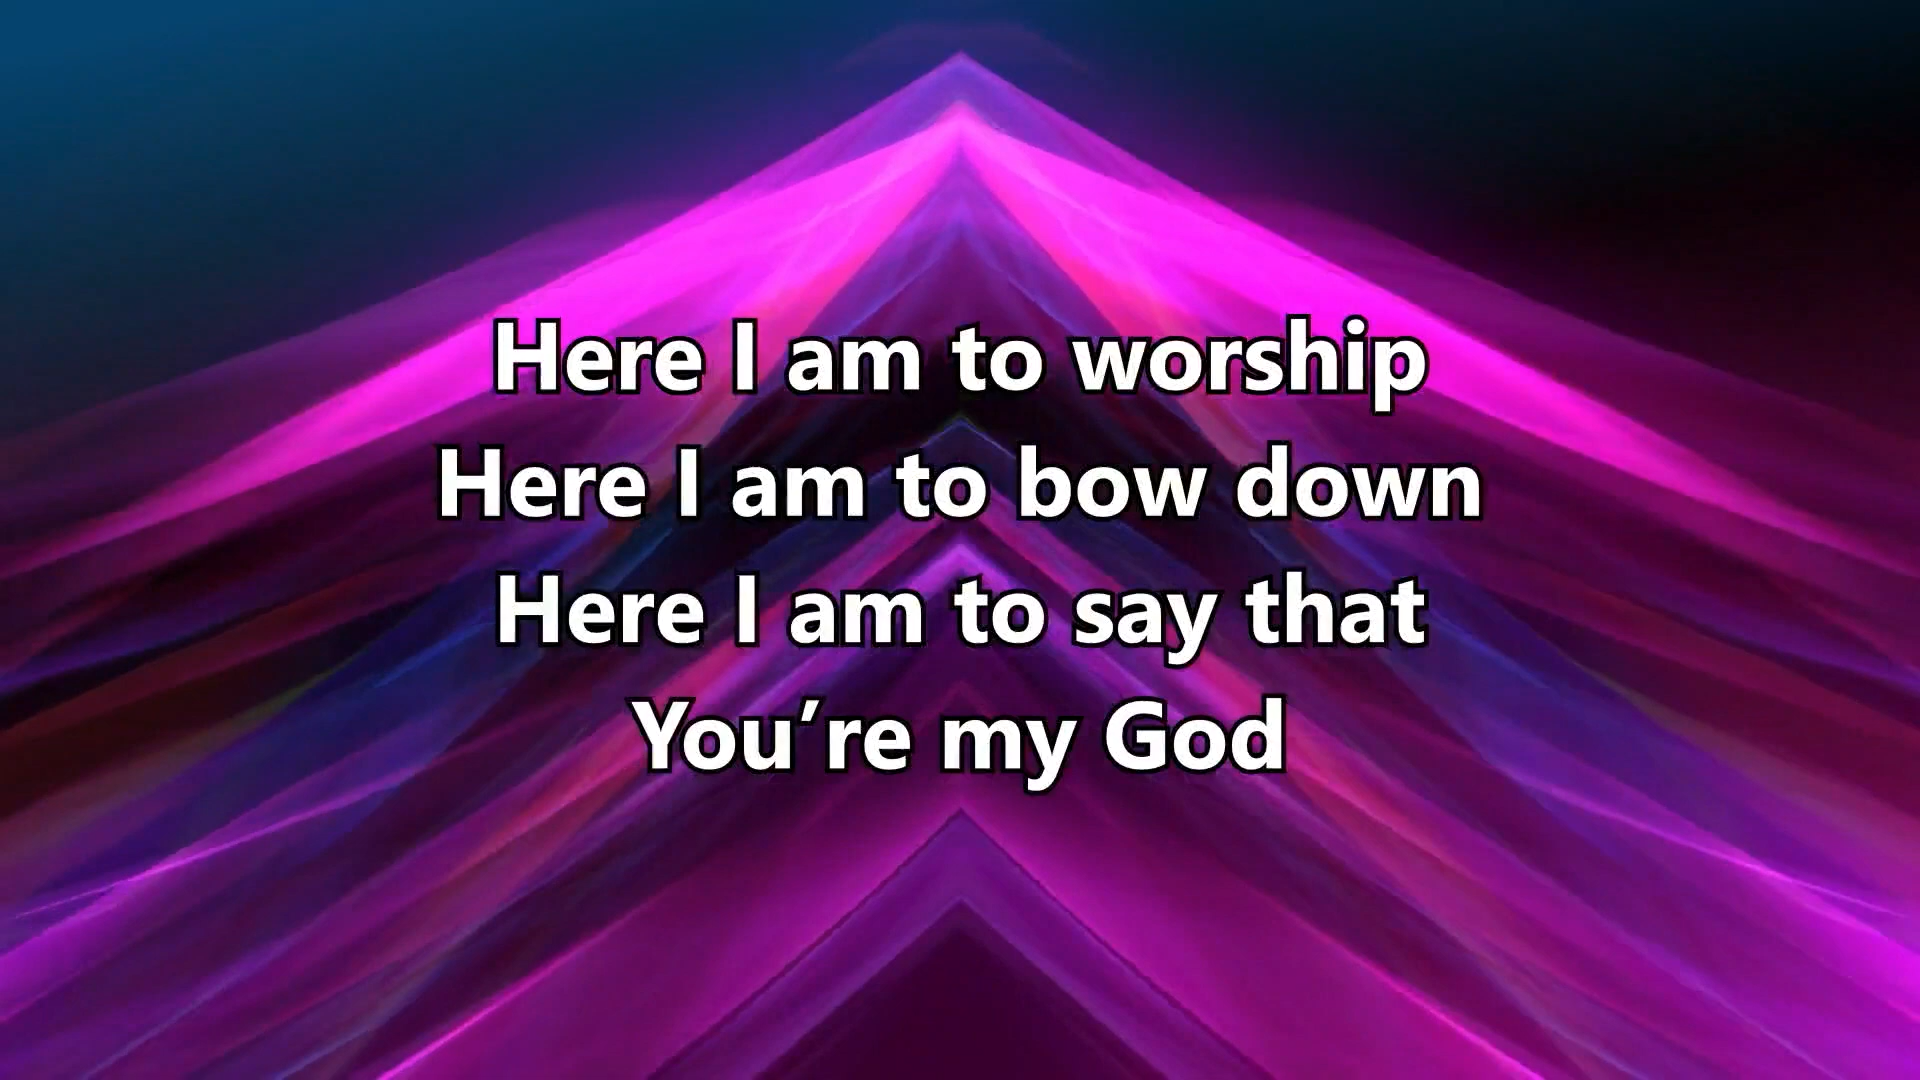 Here I am to worship
Here I am to bow down
Here I am to say that
You’re my God